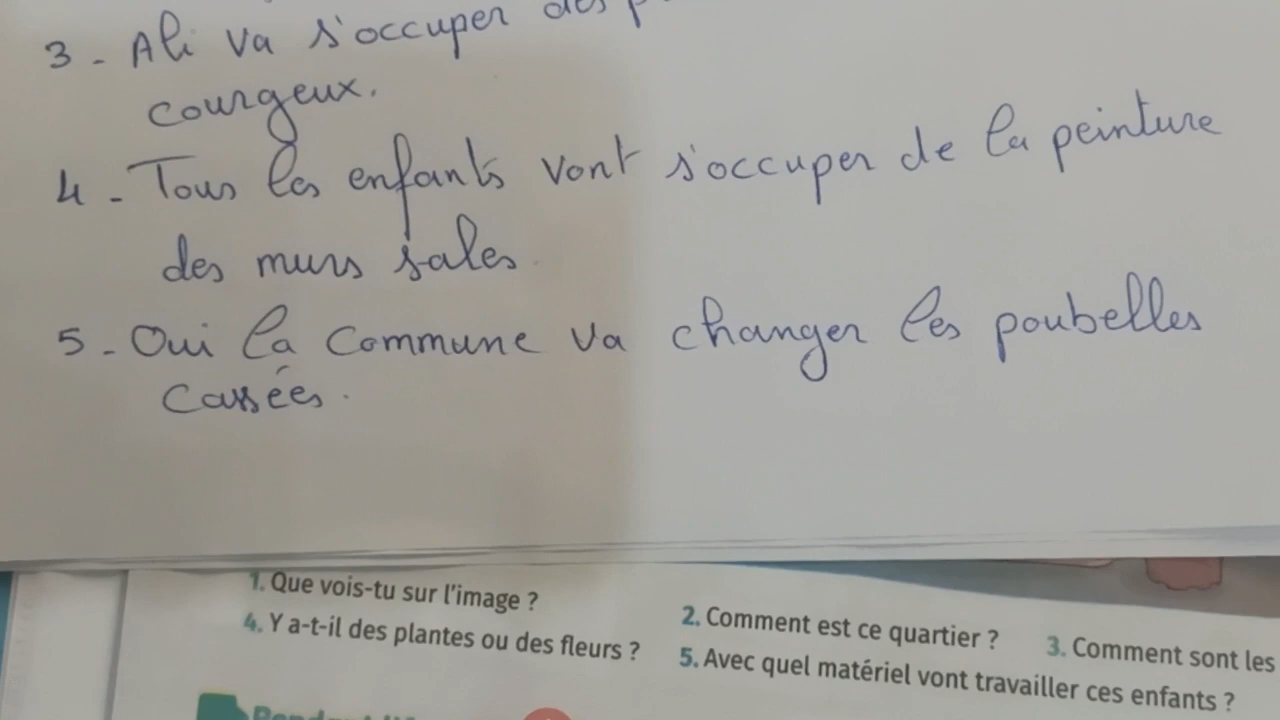 3 - Ali va s'occuper des
courgeux.
4 - Tous les enfants vont s'occuper de la peinture
des murs sales
5 - Oui la commune va changer les poubelles
cassées.
1. Que vois-tu sur l'image ?
2. Comment est ce quartier ?
3. Comment sont les
4. Y a-t-il des plantes ou des fleurs ?
5. Avec quel matériel vont travailler ces enfants ?